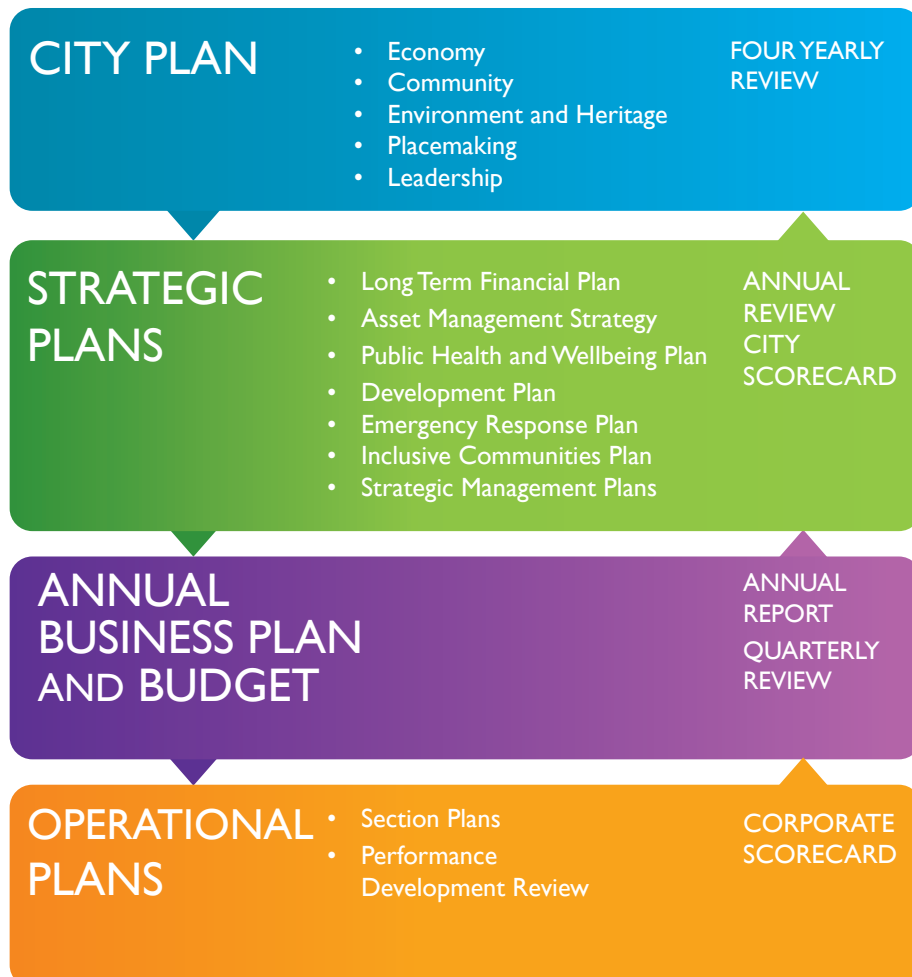 CITY PLAN
• Economy
• Community
• Environment and Heritage
• Placemaking
• Leadership
FOUR YEARLY
REVIEW
STRATEGIC
PLANS
• Long Term Financial Plan
• Asset Management Strategy
• Public Health and Wellbeing Plan
• Development Plan
• Emergency Response Plan
• Inclusive Communities Plan
• Strategic Management Plans
ANNUAL
REVIEW
CITY
SCORECARD
ANNUAL
BUSINESS PLAN
AND BUDGET
ANNUAL
REPORT
QUARTERLY
REVIEW
OPERATIONAL
PLANS
• Section Plans
• Performance
Development Review
CORPORATE
SCORECARD